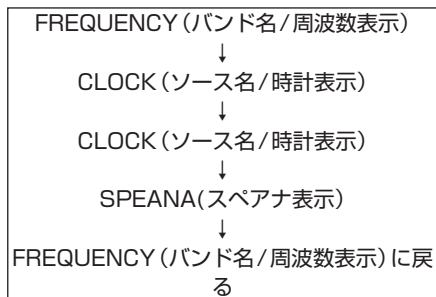 FREQUENCY（バンド名/周波数表示）
↓
CLOCK（ソース名/時計表示）
↓
CLOCK（ソース名/時計表示）
↓
SPEANA(スペアナ表示）
↓
FREQUENCY（バンド名/周波数表示）に戻
る